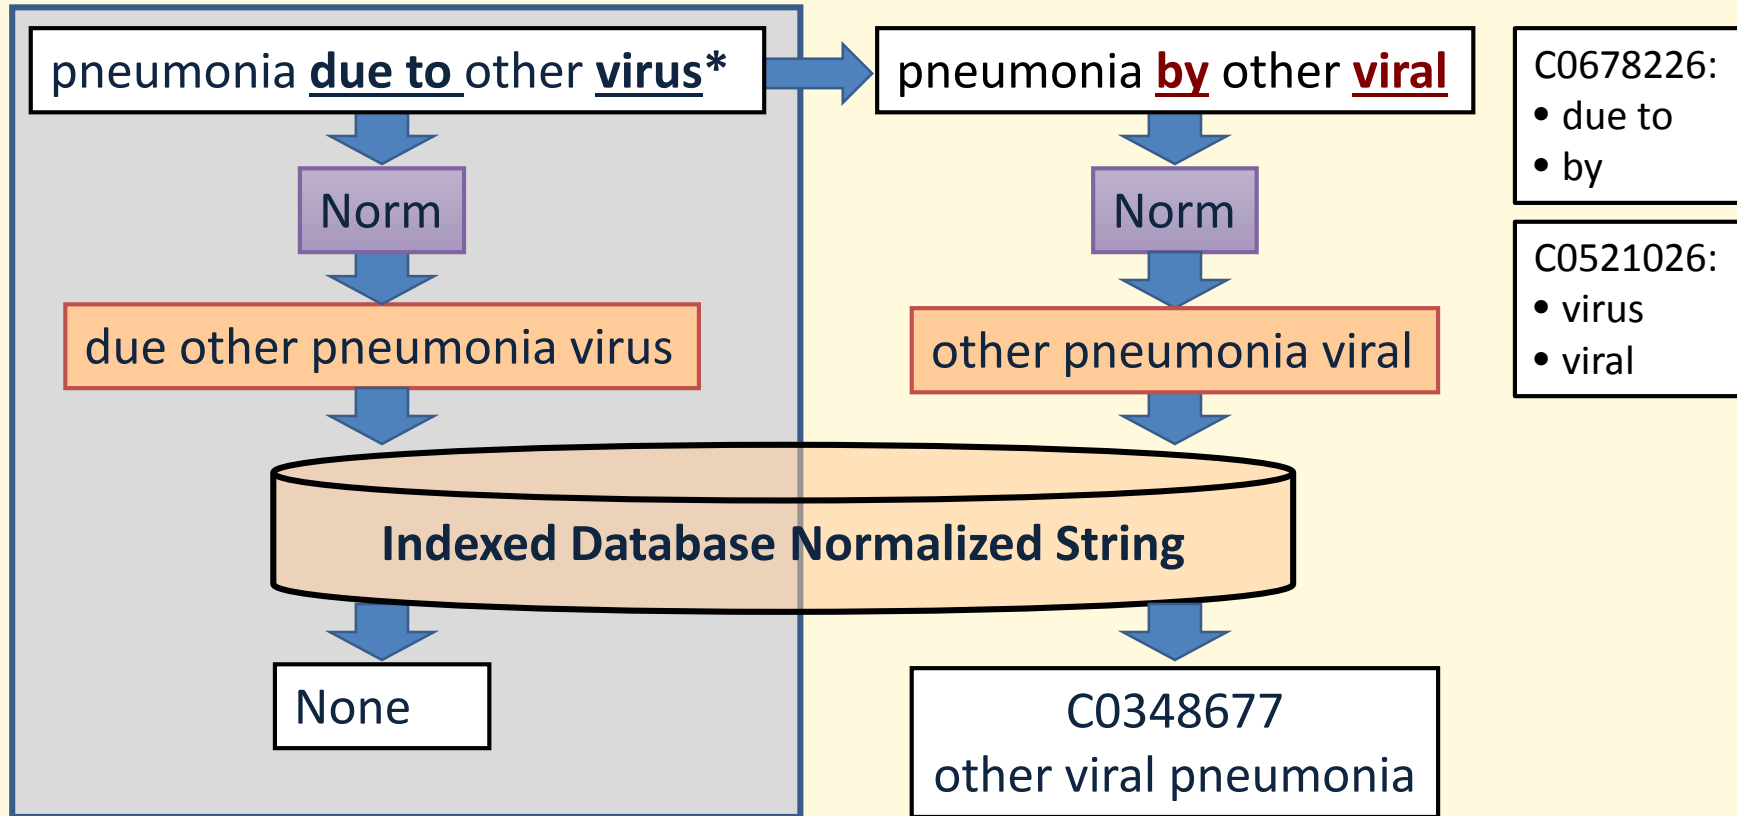 pneumonia due to other virus*
pneumonia by other viral
C0678226:
• due to
• by
Norm
Norm
C0521026:
• virus
• viral
due other pneumonia virus
other pneumonia viral
Indexed Database Normalized String
None
C0348677
other viral pneumonia